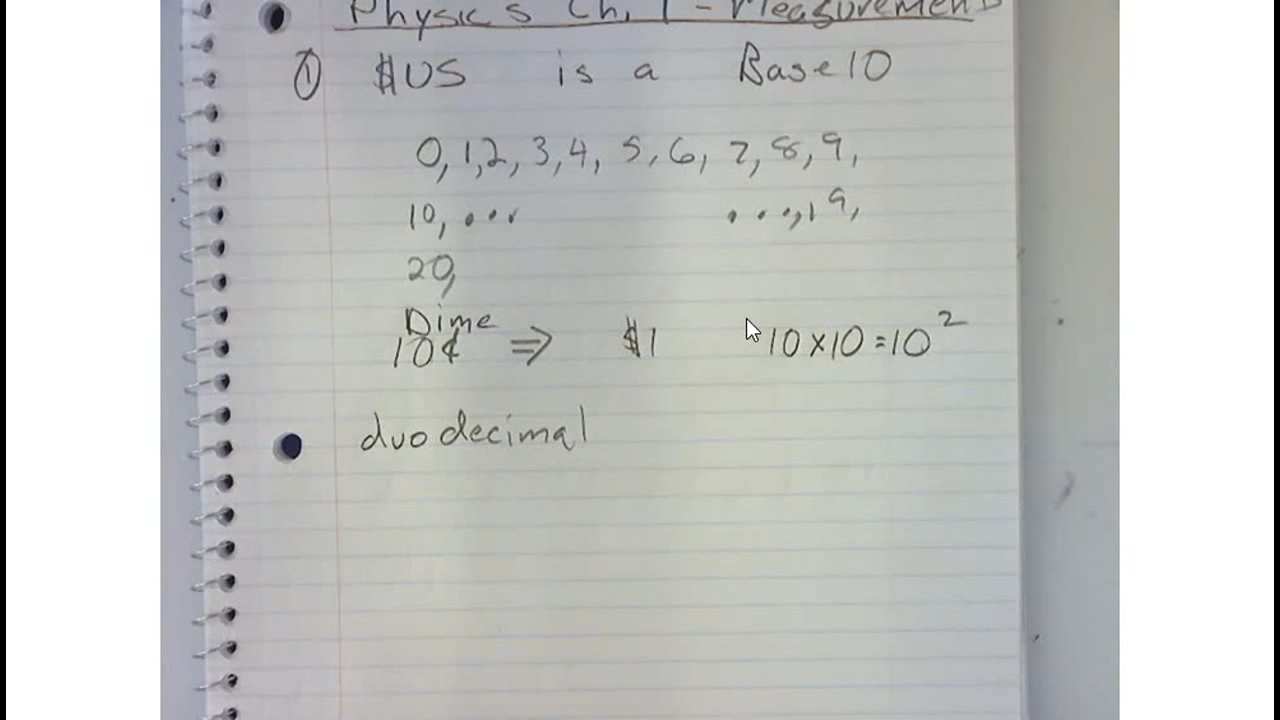 Physics Ch. 1 - Measurement
① $US is a Base 10
0, 1, 2, 3, 4, 5, 6, 7, 8, 9,
10, ... ..., 19,
20,
Dime
10¢ ⇒ $1 10 x 10 = 10²
duodecimal